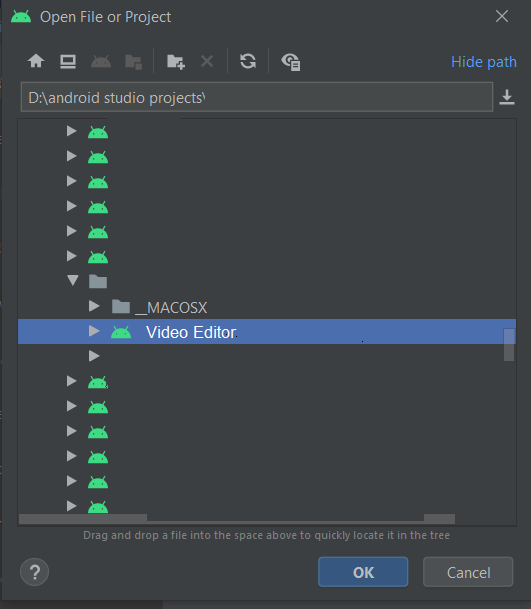 Open File or Project
Hide path
D:\android studio projects\
__MACOSX
Video Editor
Drag and drop a file into the space above to quickly locate it in the tree
?
OK
Cancel